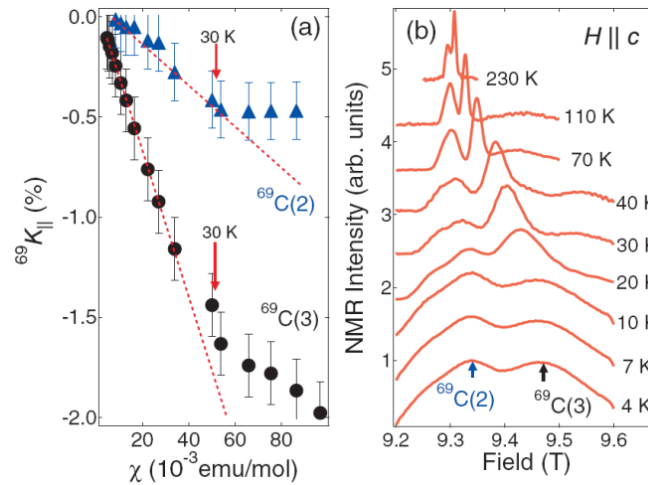 (a)
0.0
-0.5
-1.0
-1.5
-2.0
⁶⁹K∥ (%)
30 K
⁶⁹C(2)
30 K
⁶⁹C(3)
20 40 60 80
χ (10⁻³emu/mol)
(b)
H || c
5
4
3
2
1
NMR Intensity (arb. units)
230 K
110 K
70 K
40 K
30 K
20 K
10 K
7 K
4 K
⁶⁹C(2)
⁶⁹C(3)
9.2 9.3 9.4 9.5 9.6
Field (T)